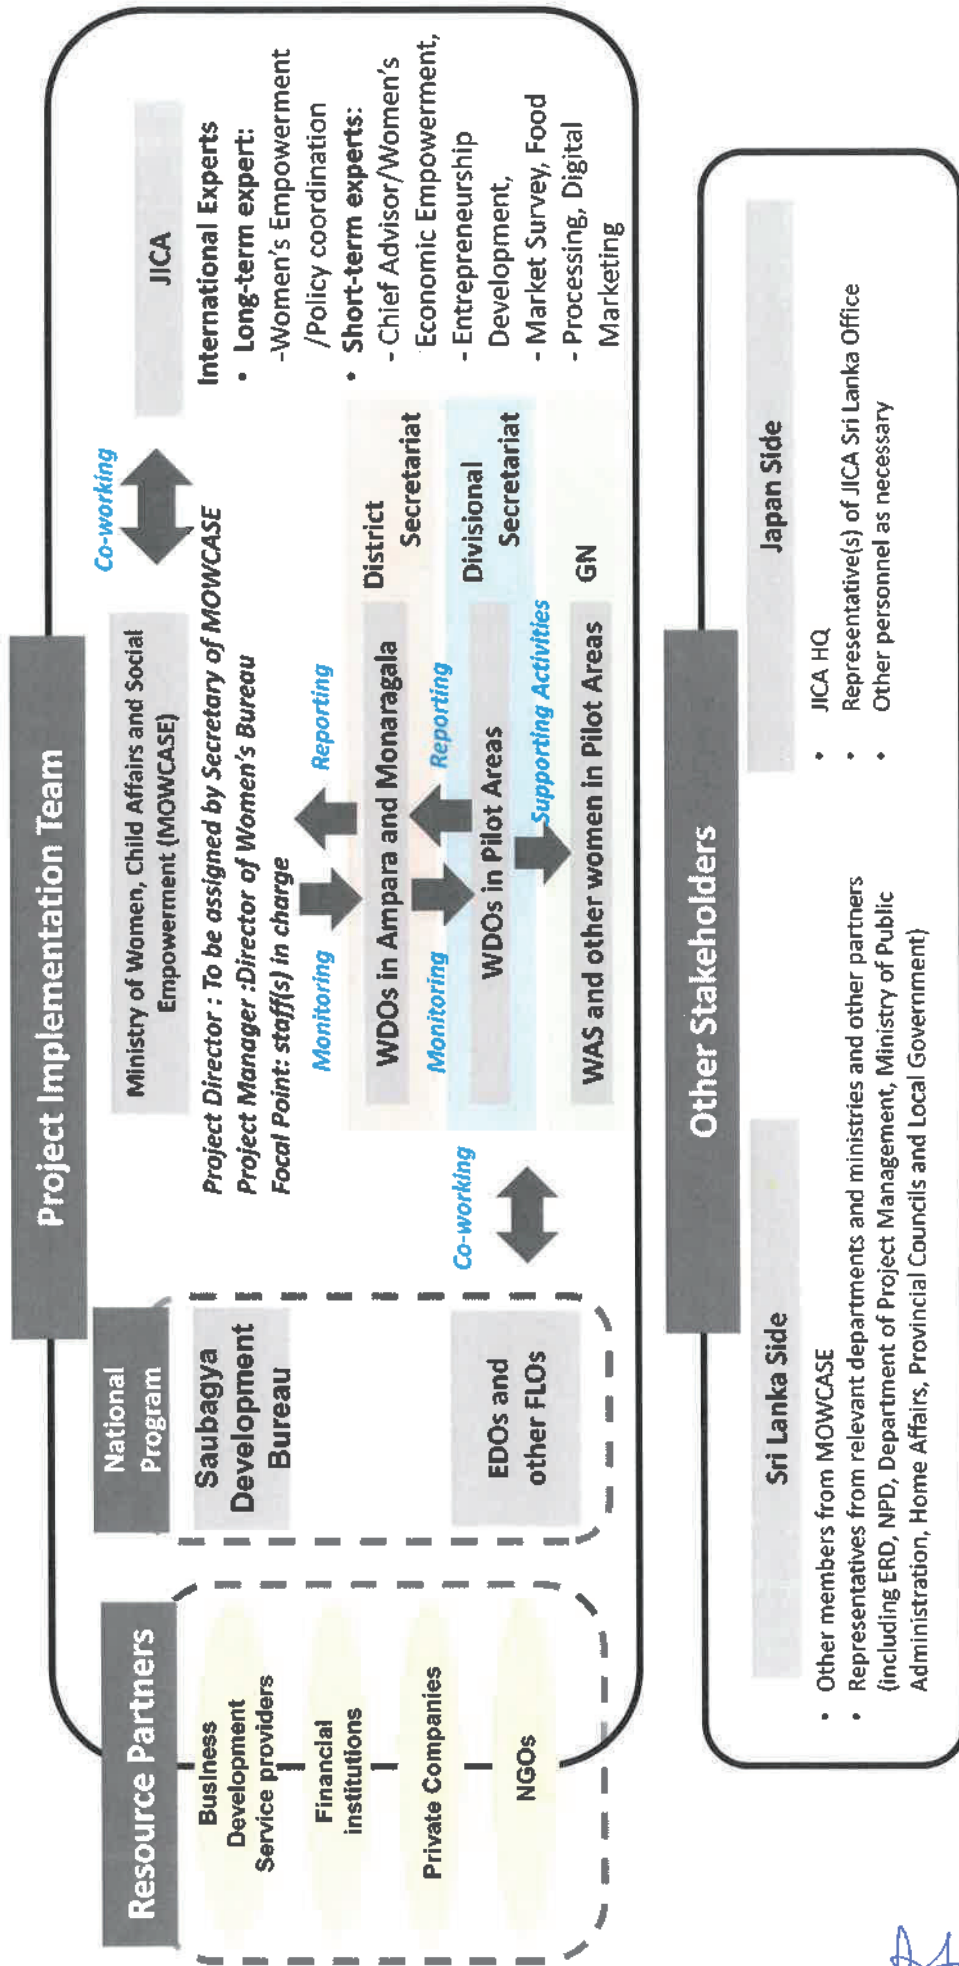 Project Implementation Team
Resource Partners
Business
Development
Service providers
Financial
institutions
Private Companies
NGOs
National
Program
Saubagya
Development
Bureau
EDOs and
other FLOs
Co-working
Ministry of Women, Child Affairs and Social
Empowerment (MOWCASE)
Project Director : To be assigned by Secretary of MOWCASE
Project Manager :Director of Women's Bureau
Focal Point: staff(s) in charge
Monitoring
Reporting
WDOs in Ampara and Monaragala
District
Secretariat
Monitoring
Reporting
WDOs in Pilot Areas
Divisional
Secretariat
Supporting Activities
WAS and other women in Pilot Areas
GN
Co-working
JICA
International Experts
• Long-term expert:
-Women's Empowerment
/Policy coordination
• Short-term experts:
- Chief Advisor/Women's
Economic Empowerment,
- Entrepreneurship
Development,
- Market Survey, Food
- Processing, Digital
Marketing
Other Stakeholders
Sri Lanka Side
• Other members from MOWCASE
• Representatives from relevant departments and ministries and other partners
(including ERD, NPD, Department of Project Management, Ministry of Public
Administration, Home Affairs, Provincial Councils and Local Government)
Japan Side
• JICA HQ
• Representative(s) of JICA Sri Lanka Office
• Other personnel as necessary